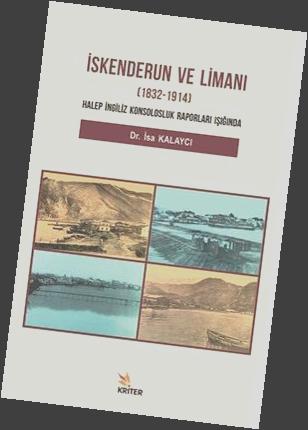 İSKENDERUN VE LİMANI
(1832-1914)
HALEP İNGİLİZ KONSOLOSLUK RAPORLARI IŞIĞINDA
Dr. İsa KALAYCI
KRİTER